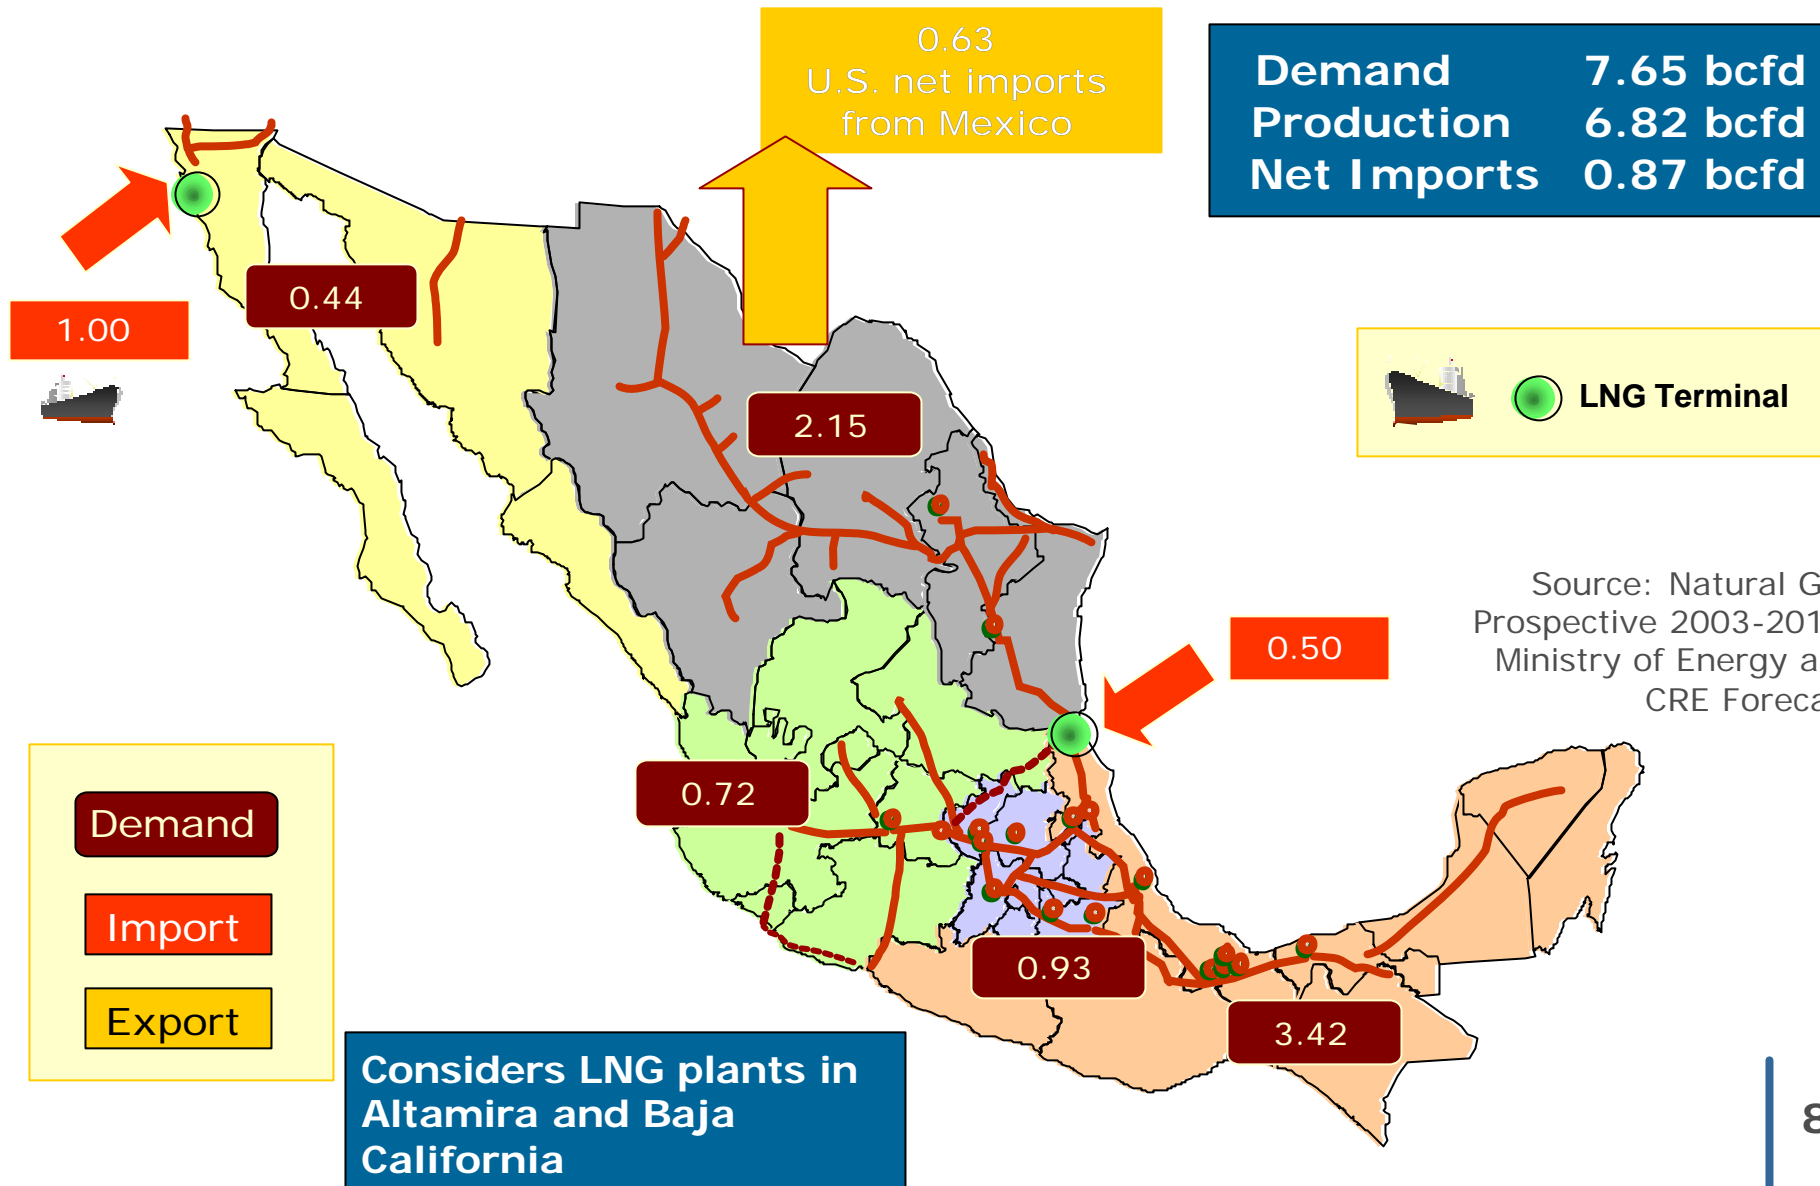 0.63
U.S. net imports
from Mexico
Demand 7.65 bcfd
Production 6.82 bcfd
Net Imports 0.87 bcfd
0.44
1.00
2.15
LNG Terminal
Source: Natural G
Prospective 2003-201
Ministry of Energy a
CRE Foreca
0.50
0.72
Demand
Import
Export
0.93
3.42
Considers LNG plants in
Altamira and Baja
California
8